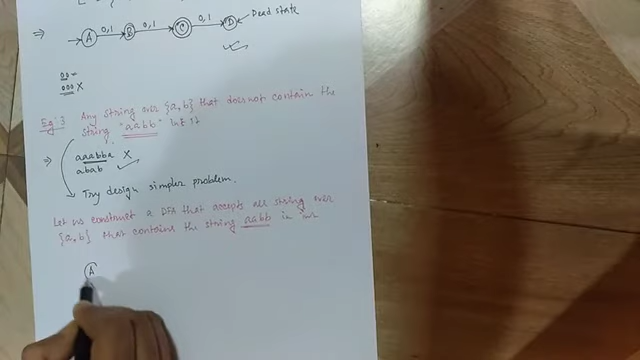 ⇒ A 0,1 B 0,1 C 0,1 D Dead state
00 =
000 X
Eg:3 Any string over {a,b} that does not contain the
string "aabb" in it
⇒ aaabba X
abab ✓
Try design simpler problem.
Let us construct a DFA that accepts all string over
{a,b} that contains the string aabb in
A